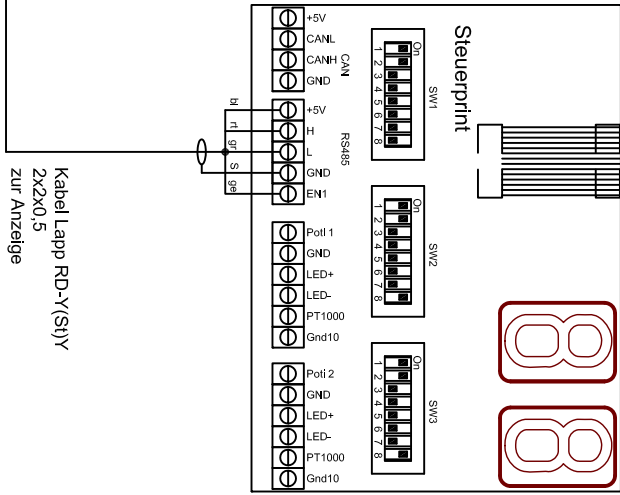 Steuerprint
+5V
CANL
CANH
GND
CAN
+5V
H
L
GND
EN1
RS485
bl
rt
gr
S
ge
Poti 1
GND
LED+
LED-
PT1000
Gnd10
Poti 2
GND
LED+
LED-
PT1000
Gnd10
On
1
2
3
4
5
6
7
8
SW1
On
1
2
3
4
5
6
7
8
SW2
On
1
2
3
4
5
6
7
8
SW3
Kabel Lapp RD-Y(St)Y
2x2x0,5
zur Anzeige